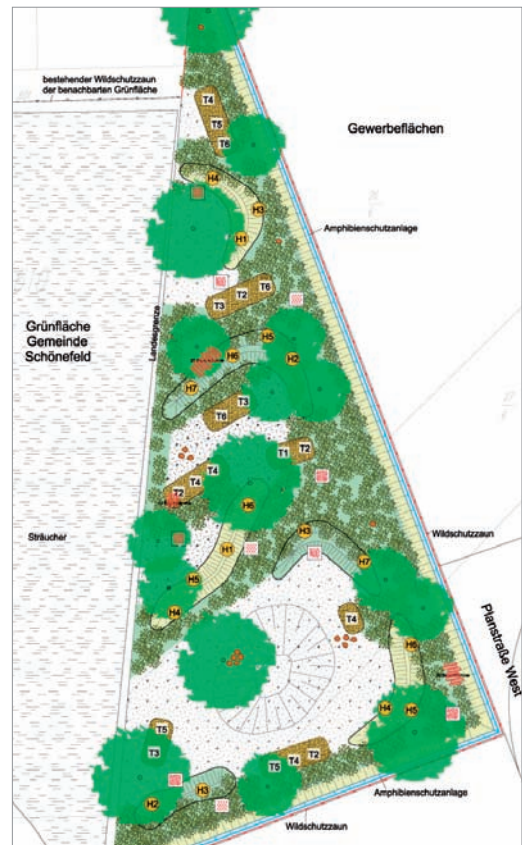 bestehender Wildschutzzaun
der benachbarten Grünfläche
T4
T5
T6
Gewerbeflächen
H4
H3
H1
Amphibienschutzanlage
T6
T2
T3
Landesgrenze
Grünfläche
Gemeinde
Schönefeld
H5
H6
H2
H7
T3
T6
T1
T2
T4
T4
T2
H6
Sträucher
H3
Wildschutzzaun
H1
H7
H5
H4
T4
Planstraße West
H6
H4
H5
T5
T3
T2
T4
T5
H3
H2
Amphibienschutzanlage
Wildschutzzaun